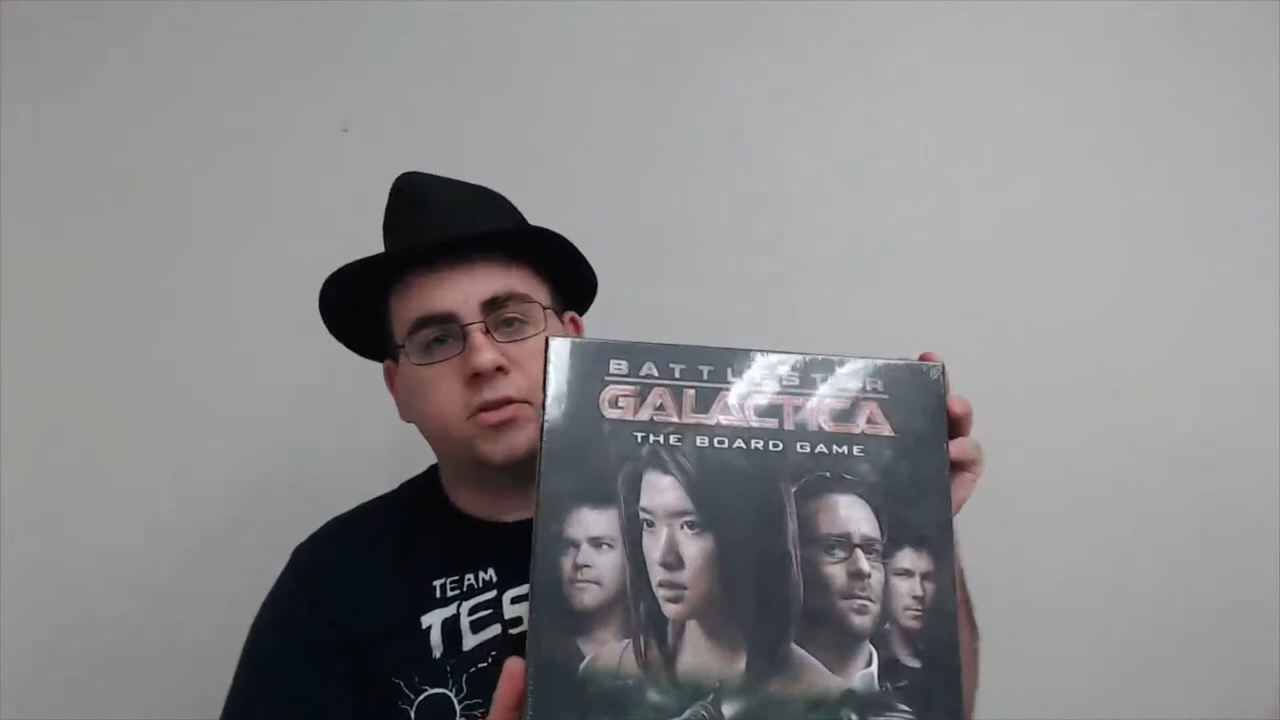 BATTLESTAR
GALACTICA
THE BOARD GAME
TEAM
TES